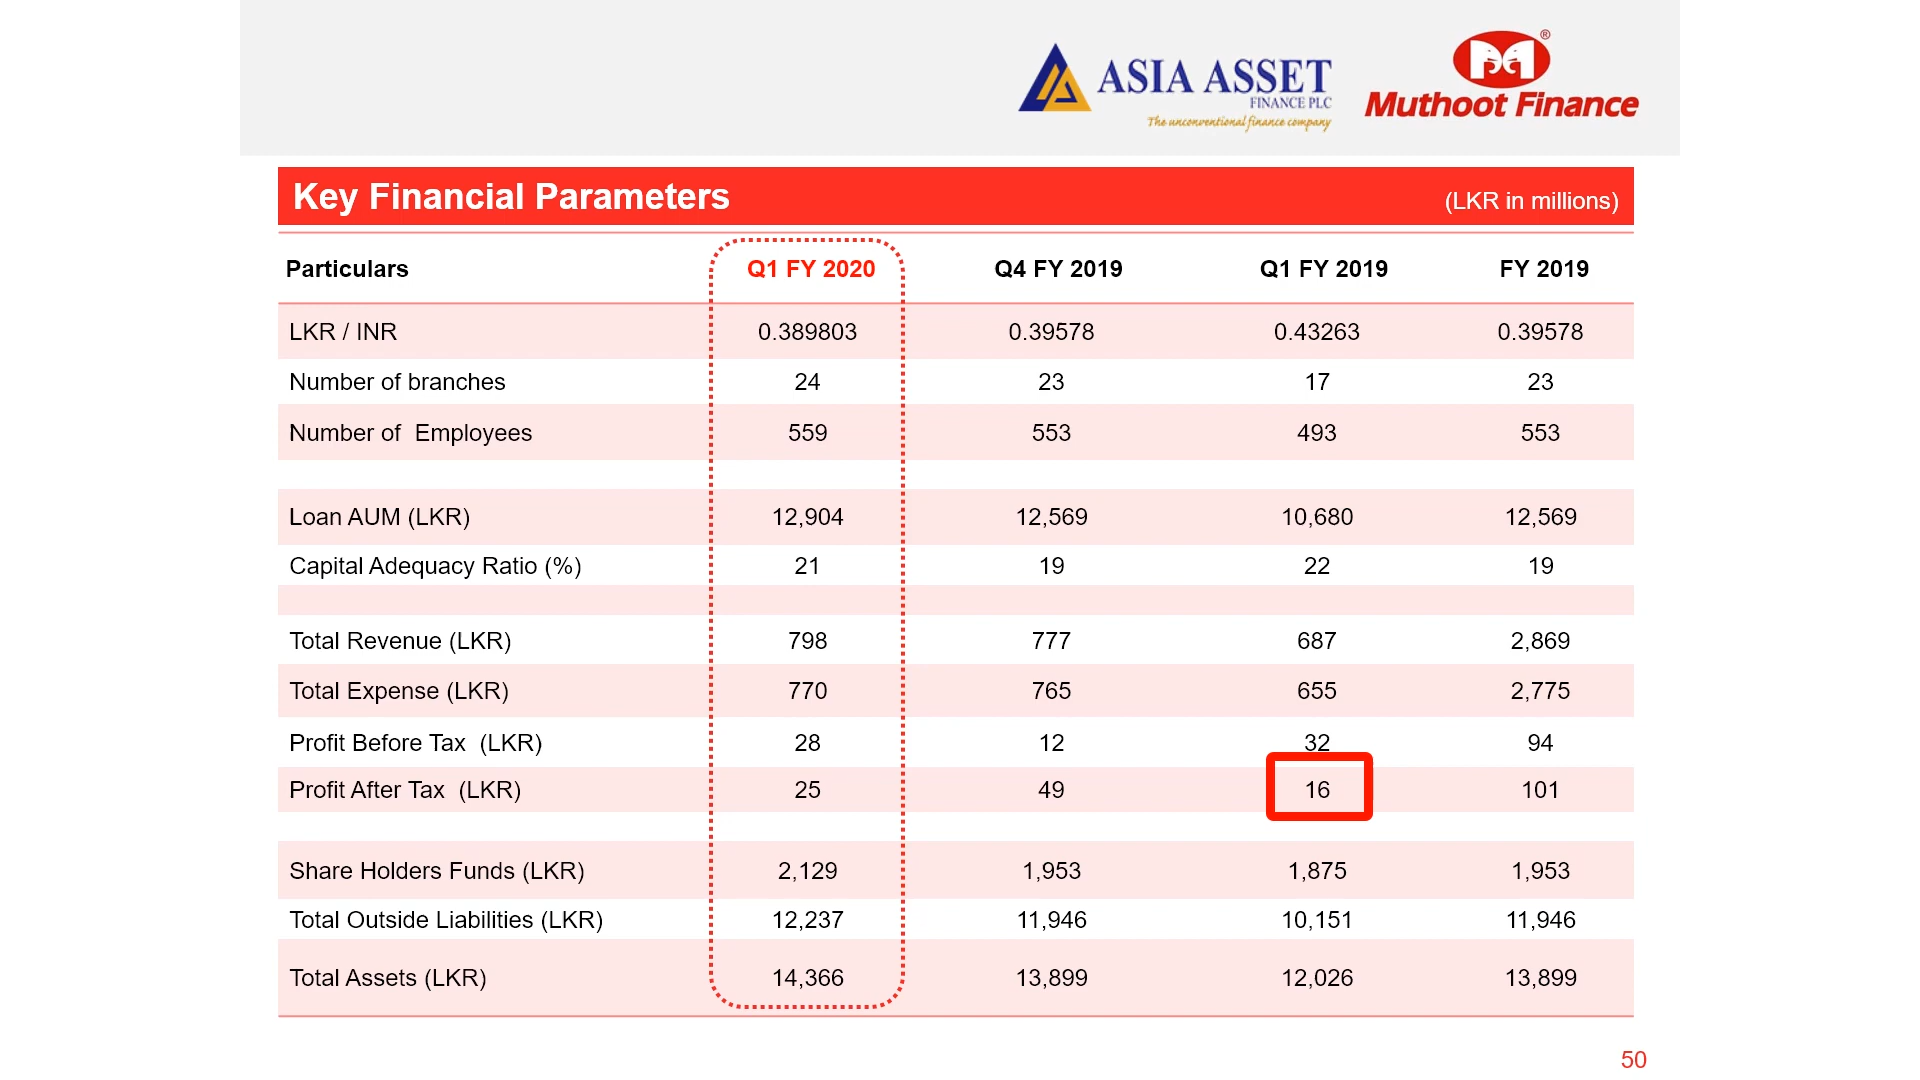 ASIA ASSET
FINANCE PLC
The unconventional finance company
®
Muthoot Finance
Key Financial Parameters (LKR in millions)
Particulars Q1 FY 2020 Q4 FY 2019 Q1 FY 2019 FY 2019
LKR / INR 0.389803 0.39578 0.43263 0.39578
Number of branches 24 23 17 23
Number of Employees 559 553 493 553
Loan AUM (LKR) 12,904 12,569 10,680 12,569
Capital Adequacy Ratio (%) 21 19 22 19
Total Revenue (LKR) 798 777 687 2,869
Total Expense (LKR) 770 765 655 2,775
Profit Before Tax (LKR) 28 12 32 94
Profit After Tax (LKR) 25 49 16 101
Share Holders Funds (LKR) 2,129 1,953 1,875 1,953
Total Outside Liabilities (LKR) 12,237 11,946 10,151 11,946
Total Assets (LKR) 14,366 13,899 12,026 13,899
50